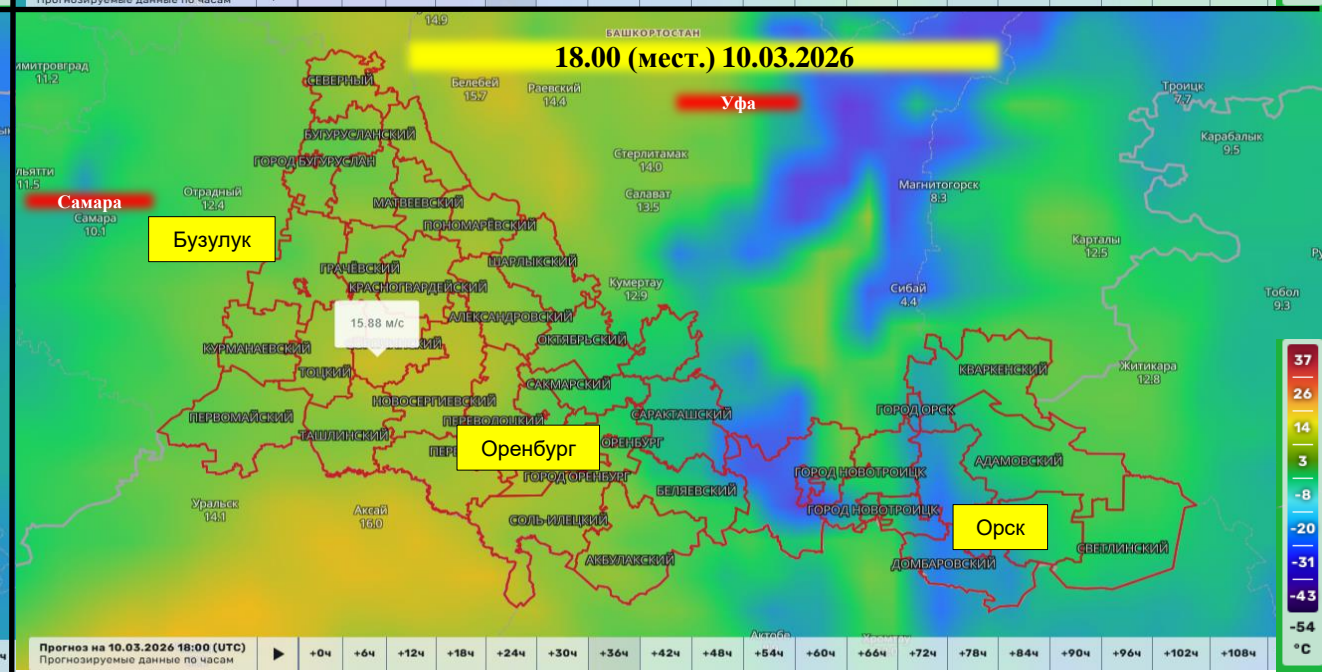 Прогнозируемые данные по часам
14.9
БАШКОРТОСТАН
18.00 (мест.) 10.03.2026
имитровград
11.2
СЕВЕРНЫЙ
Белебей
15.7
Раевский
14.4
Уфа
Троицк
7.7
БУГУРУСЛАНСКИЙ
Карабалык
9.5
ГОРОД БУГУРУСЛАН
Стерлитамак
14.0
льятти
11.5
Отрадный
12.4
Самара
Самара
10.1
МАТВЕЕВСКИЙ
Салават
13.5
Магнитогорск
8.3
ПОНОМАРЁВСКИЙ
Бузулук
Карталы
12.5
ШАРЛЫКСКИЙ
ГРАЧЁВСКИЙ
КРАСНОГВАРДЕЙСКИЙ
Кумертау
12.9
Сибай
4.4
Тобол
9.3
15.88 м/с
АЛЕКСАНДРОВСКИЙ
ОКТЯБРЬСКИЙ
КУРМАНАЕВСКИЙ
ТОЦКИЙ
КВАРКЕНСКИЙ
Житикара
12.8
САКМАРСКИЙ
НОВОСЕРГИЕВСКИЙ
ПЕРВОМАЙСКИЙ
ПЕРЕВОЛОЦКИЙ
САРАКТАШСКИЙ
ГОРОД ОРСК
ТАШЛИНСКИЙ
Оренбург
ОРЕНБУРГ
АДАМОВСКИЙ
ГОРОД ОРЕНБУРГ
ГОРОД НОВОТРОИЦК
БЕЛЯЕВСКИЙ
Уральск
14.1
Аксай
16.0
СОЛЬ-ИЛЕЦКИЙ
ГОРОД НОВОТРОИЦК
Орск
АКБУЛАКСКИЙ
ДОМБАРОВСКИЙ
СВЕТЛИНСКИЙ
37
26
14
3
-8
-20
-31
-43
-54
°C
Актобе
Прогноз на 10.03.2026 18:00 (UTC)
Прогнозируемые данные по часам
+0ч +6ч +12ч +18ч +24ч +30ч +36ч +42ч +48ч +54ч +60ч +66ч +72ч +78ч +84ч +90ч +96ч +102ч +108ч